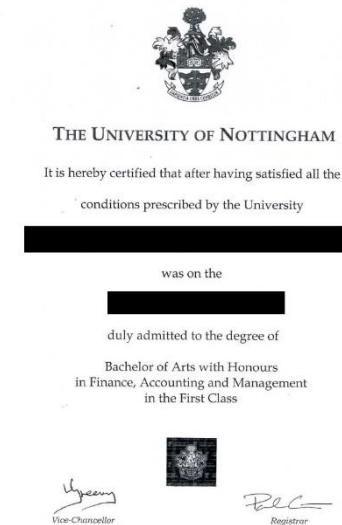 THE UNIVERSITY OF NOTTINGHAM
It is hereby certified that after having satisfied all the
conditions prescribed by the University
was on the
duly admitted to the degree of
Bachelor of Arts with Honours
in Finance, Accounting and Management
in the First Class
Vice-Chancellor
Registrar